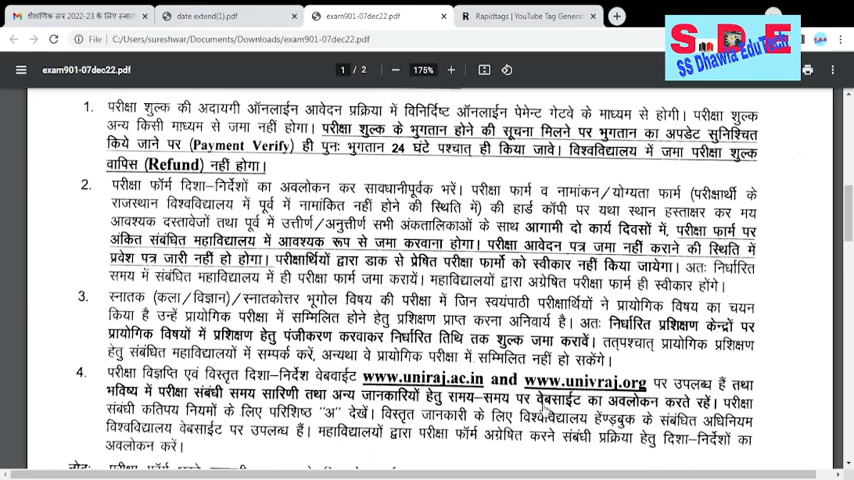 शैक्षणिक सत्र 2022-23 के लिए स्नात
date extend(1).pdf
exam901-07dec22.pdf
Rapidtags | YouTube Tag Generat
File
C:/Users/sureshwar/Documents/Downloads/exam901-07dec22.pdf
S D E
SS Dhawla EduTech
exam901-07dec22.pdf
1 / 2
175%
1. परीक्षा शुल्क की अदायगी ऑनलाईन आवेदन प्रक्रिया में विनिर्दिष्ट ऑनलाईन पेमेन्ट गेटवे के माध्यम से होगी। परीक्षा शुल्क
अन्य किसी माध्यम से जमा नहीं होगा। परीक्षा शुल्क के भुगतान होने की सूचना मिलने पर भुगतान का अपडेट सुनिश्चित
किये जाने पर (Payment Verify) ही पुनः भुगतान 24 घंटे पश्चात् ही किया जावे। विश्वविद्यालय में जमा परीक्षा शुल्क
वापिस (Refund) नहीं होगा।
2. परीक्षा फॉर्म दिशा–निर्देशों का अवलोकन कर सावधानीपूर्वक भरें। परीक्षा फार्म व नामांकन/योग्यता फार्म (परीक्षार्थी के
राजस्थान विश्वविद्यालय में पूर्व में नामांकित नहीं होने की स्थिति में) की हार्ड कॉपी पर यथा स्थान हस्ताक्षर कर मय
आवश्यक दस्तावेजों तथा पूर्व में उत्तीर्ण/अनुत्तीर्ण सभी अंकतालिकाओं के साथ आगामी दो कार्य दिवसों में, परीक्षा फार्म पर
अंकित संबंधित महाविद्यालय में आवश्यक रूप से जमा करवाना होगा। परीक्षा आवेदन पत्र जमा नहीं कराने की स्थिति में
प्रवेश पत्र जारी नहीं हो होगा। परीक्षार्थियों द्वारा डाक से प्रेषित परीक्षा फार्मो को स्वीकार नहीं किया जायेगा। अतः निर्धारित
समय में संबंधित महाविद्यालय में ही परीक्षा फार्म जमा करायें। महाविद्यालयों द्वारा अग्रेषित परीक्षा फार्म ही स्वीकार होंगे।
3. स्नातक (कला/विज्ञान)/स्नातकोत्तर भूगोल विषय की परीक्षा में जिन स्वयंपाठी परीक्षार्थियों ने प्रायोगिक विषय का चयन
किया है उन्हें प्रायोगिक परीक्षा में सम्मिलित होने हेतु प्रशिक्षण प्राप्त करना अनिवार्य है। अतः निर्धारित प्रशिक्षण केन्द्रों पर
प्रायोगिक विषयों में प्रशिक्षण हेतु पंजीकरण करवाकर निर्धारित तिथि तक शुल्क जमा करावें। तत्पश्चात् प्रायोगिक प्रशिक्षण
हेतु संबंधित महाविद्यालयों में सम्पर्क करें, अन्यथा वे प्रायोगिक परीक्षा में सम्मिलित नहीं हो सकेंगे।
4. परीक्षा विज्ञप्ति एवं विस्तृत दिशा–निर्देश वेबवाईट www.uniraj.ac.in and www.univraj.org पर उपलब्ध हैं तथा
भविष्य में परीक्षा संबंधी समय सारिणी तथा अन्य जानकारियों हेतु समय–समय पर वेबसाईट का अवलोकन करते रहें। परीक्षा
संबंधी कतिपय नियमों के लिए परिशिष्ठ "अ" देखें। विस्तृत जानकारी के लिए विश्वविद्यालय हेंण्ड़बुक के संबंधित अधिनियम
विश्वविद्यालय वेबसाईट पर उपलब्ध हैं। महाविद्यालयों द्वारा परीक्षा फॉर्म अग्रेषित करने संबंधी प्रक्रिया हेतु दिशा–निर्देशों का
अवलोकन करें।